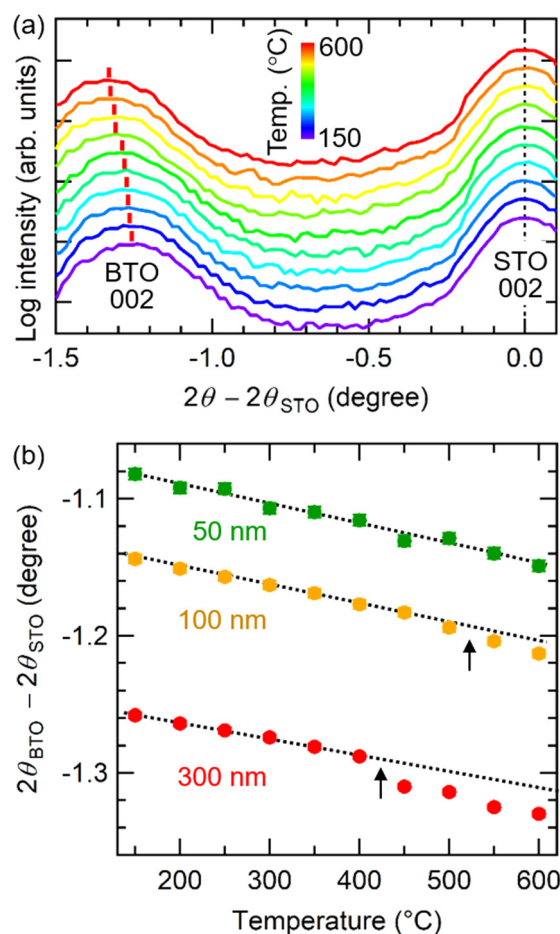 (a)
Log intensity (arb. units)
Temp. (°C)
600
150
BTO
002
STO
002
-1.5
-1.0
-0.5
0.0
2θ − 2θSTO (degree)
(b)
2θBTO − 2θSTO (degree)
-1.1
-1.2
-1.3
50 nm
100 nm
300 nm
200
300
400
500
600
Temperature (°C)